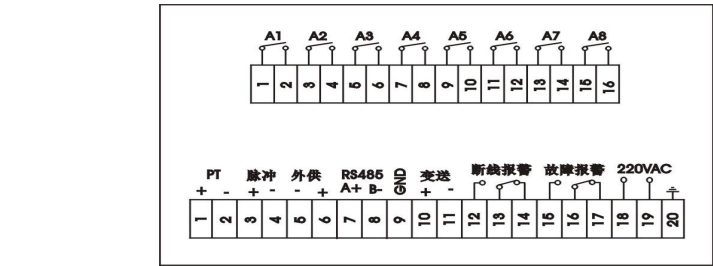 A1 A2 A3 A4 A5 A6 A7 A8
1 2 3 4 5 6 7 8 9 10 11 12 13 14 15 16
PT 脉冲 外供 RS485 GND 变送 断线报警 故障报警 220VAC
+ - + - - + A+ B- + -
1 2 3 4 5 6 7 8 9 10 11 12 13 14 15 16 17 18 19 20